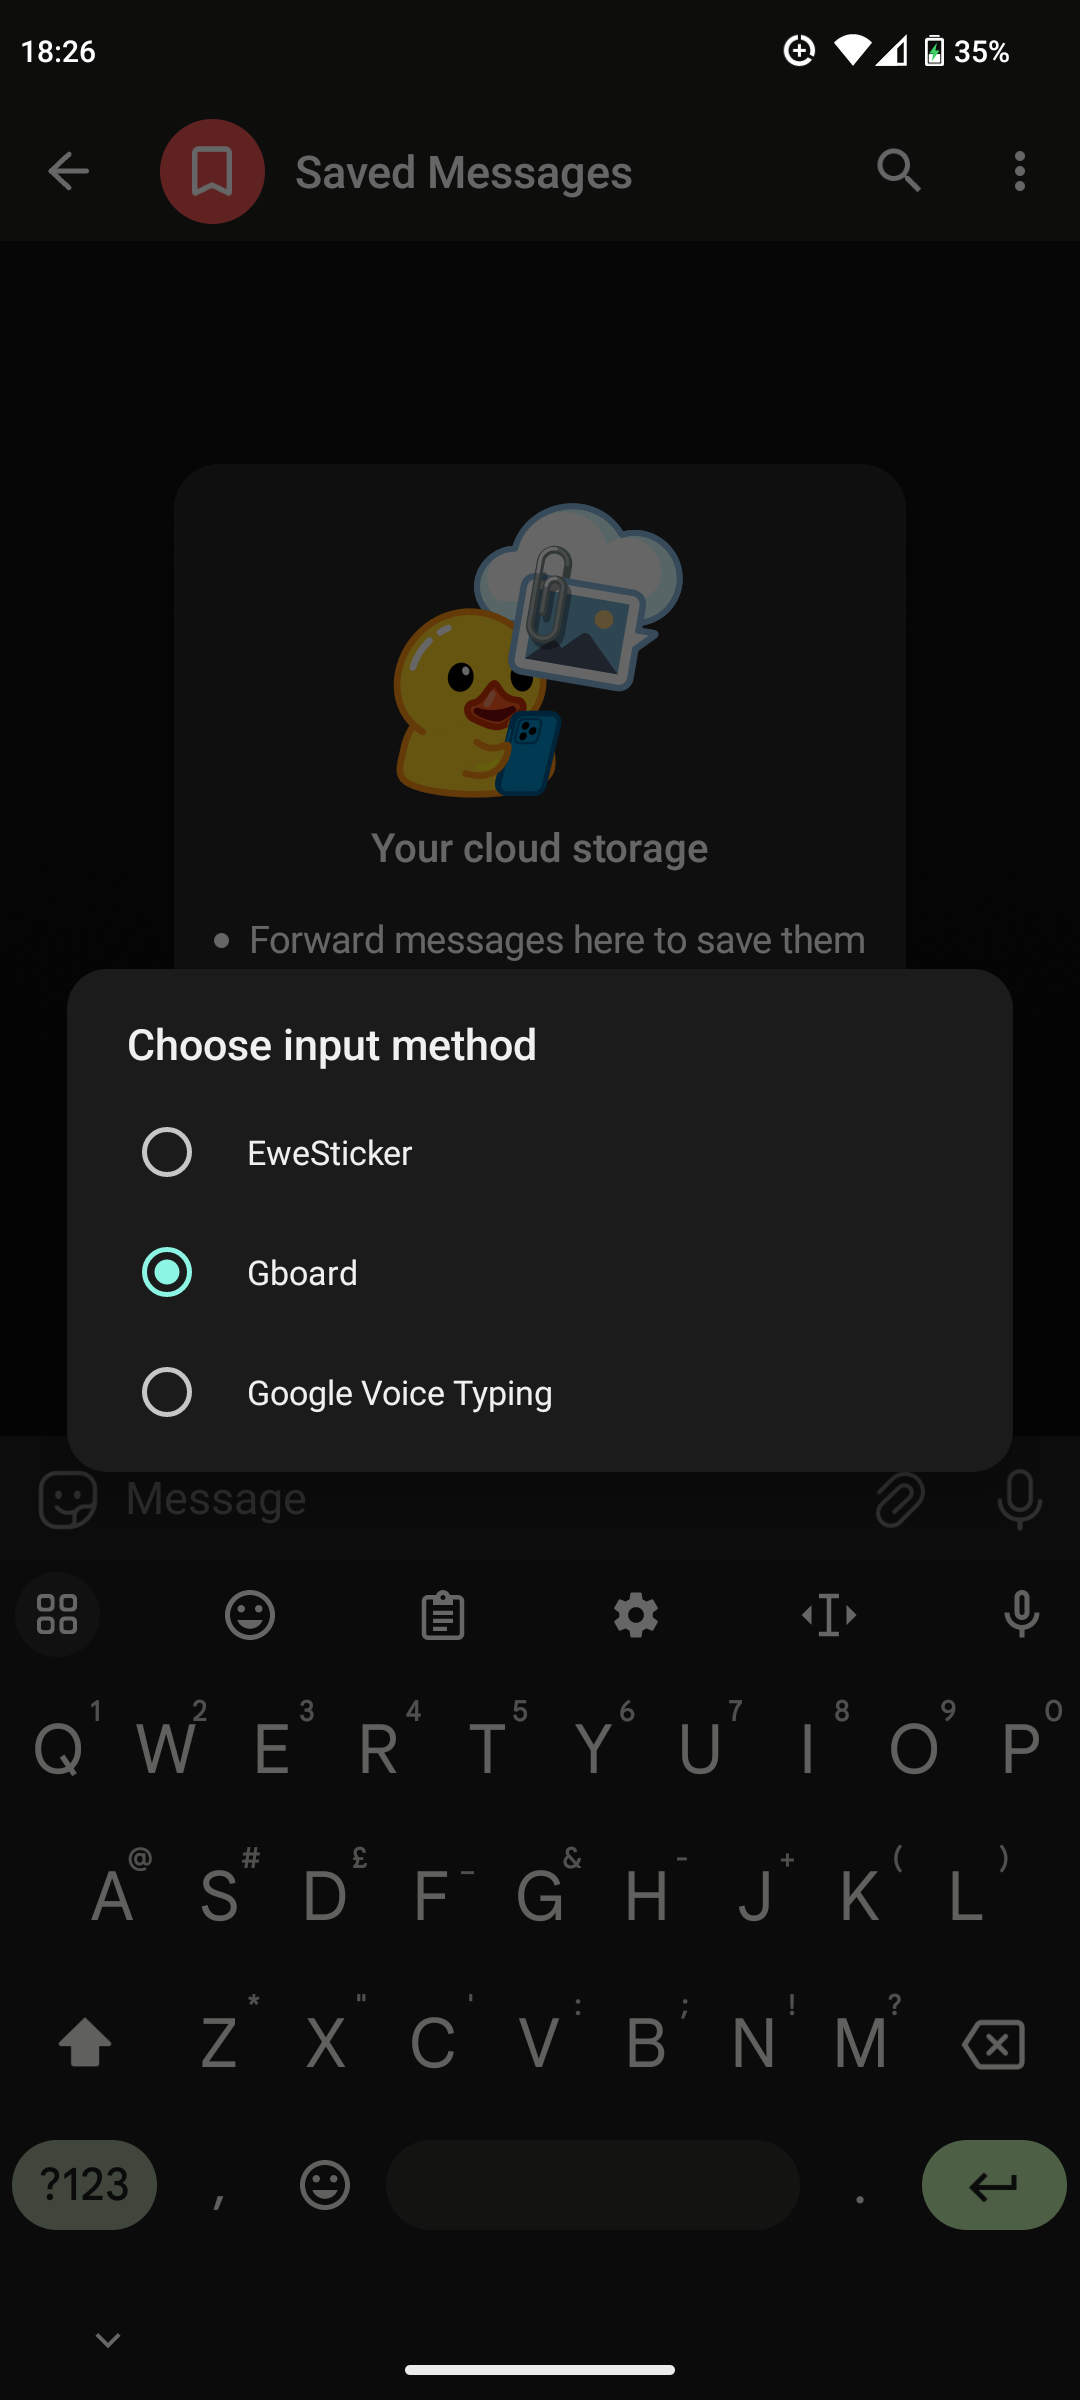 18:26
35%
Saved Messages
Your cloud storage
• Forward messages here to save them
Choose input method
EweSticker
Gboard
Google Voice Typing
Message
1 2 3 4 5 6 7 8 9 0
Q W E R T Y U I O P
@ # £ _ & - + ( )
A S D F G H J K L
* " ' : ; ! ?
Z X C V B N M
?123 , .